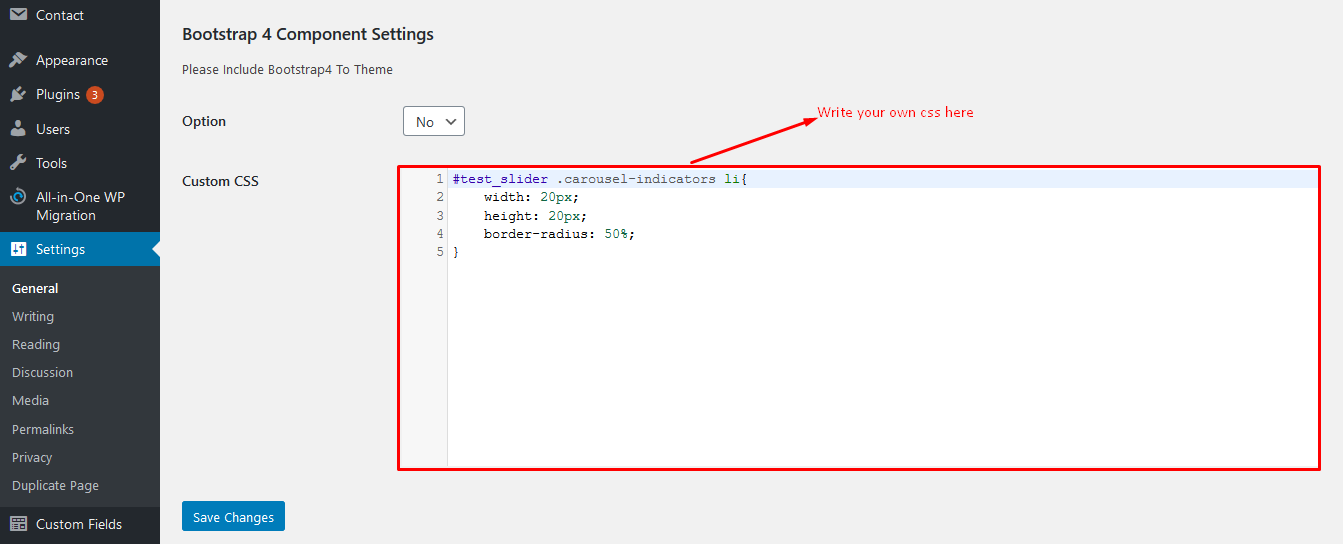 Contact
Appearance
Plugins 3
Users
Tools
All-in-One WP
Migration
Settings
General
Writing
Reading
Discussion
Media
Permalinks
Privacy
Duplicate Page
Custom Fields
Bootstrap 4 Component Settings
Please Include Bootstrap4 To Theme
Option No
Write your own css here
Custom CSS
1 #test_slider .carousel-indicators li{
2 width: 20px;
3 height: 20px;
4 border-radius: 50%;
5 }
Save Changes